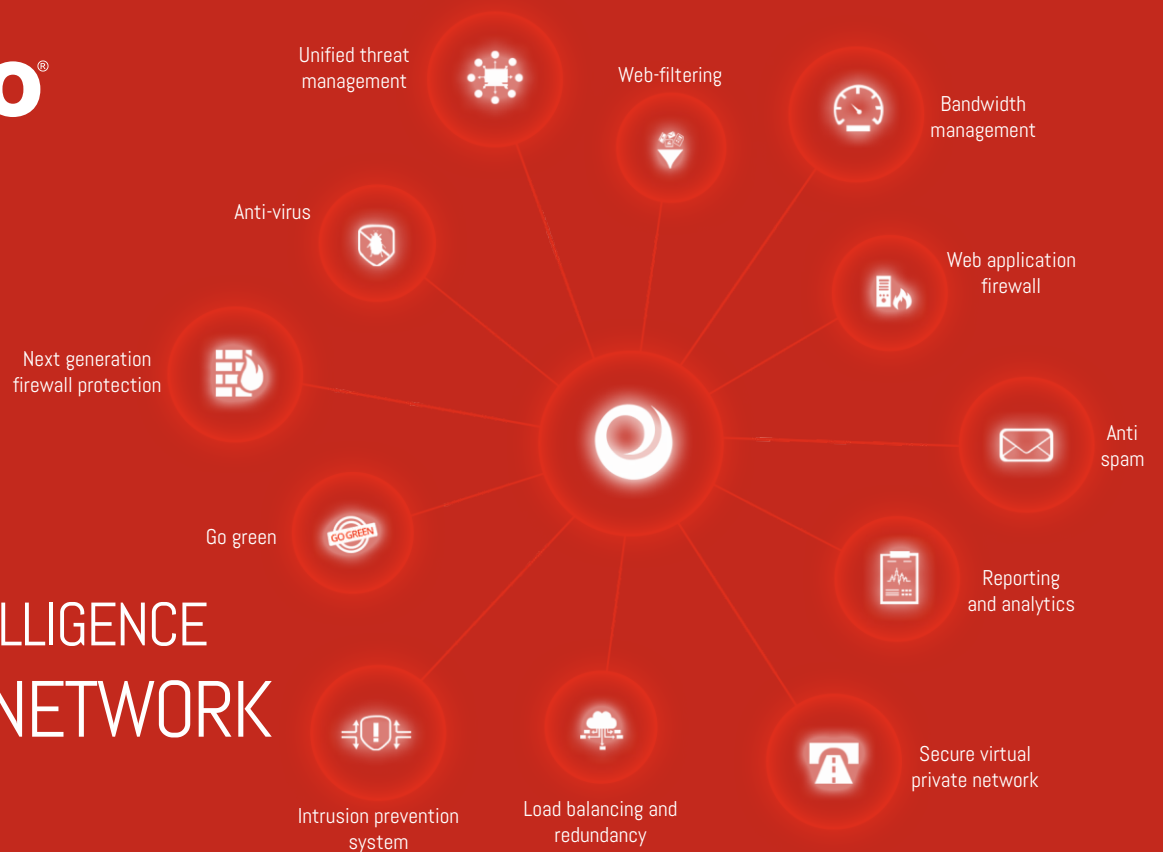 o®
Unified threat
management
Web-filtering
Bandwidth
management
Anti-virus
Web application
firewall
Next generation
firewall protection
Anti
spam
Go green
GO GREEN
Reporting
and analytics
LLIGENCE
NETWORK
Secure virtual
private network
Intrusion prevention
system
Load balancing and
redundancy